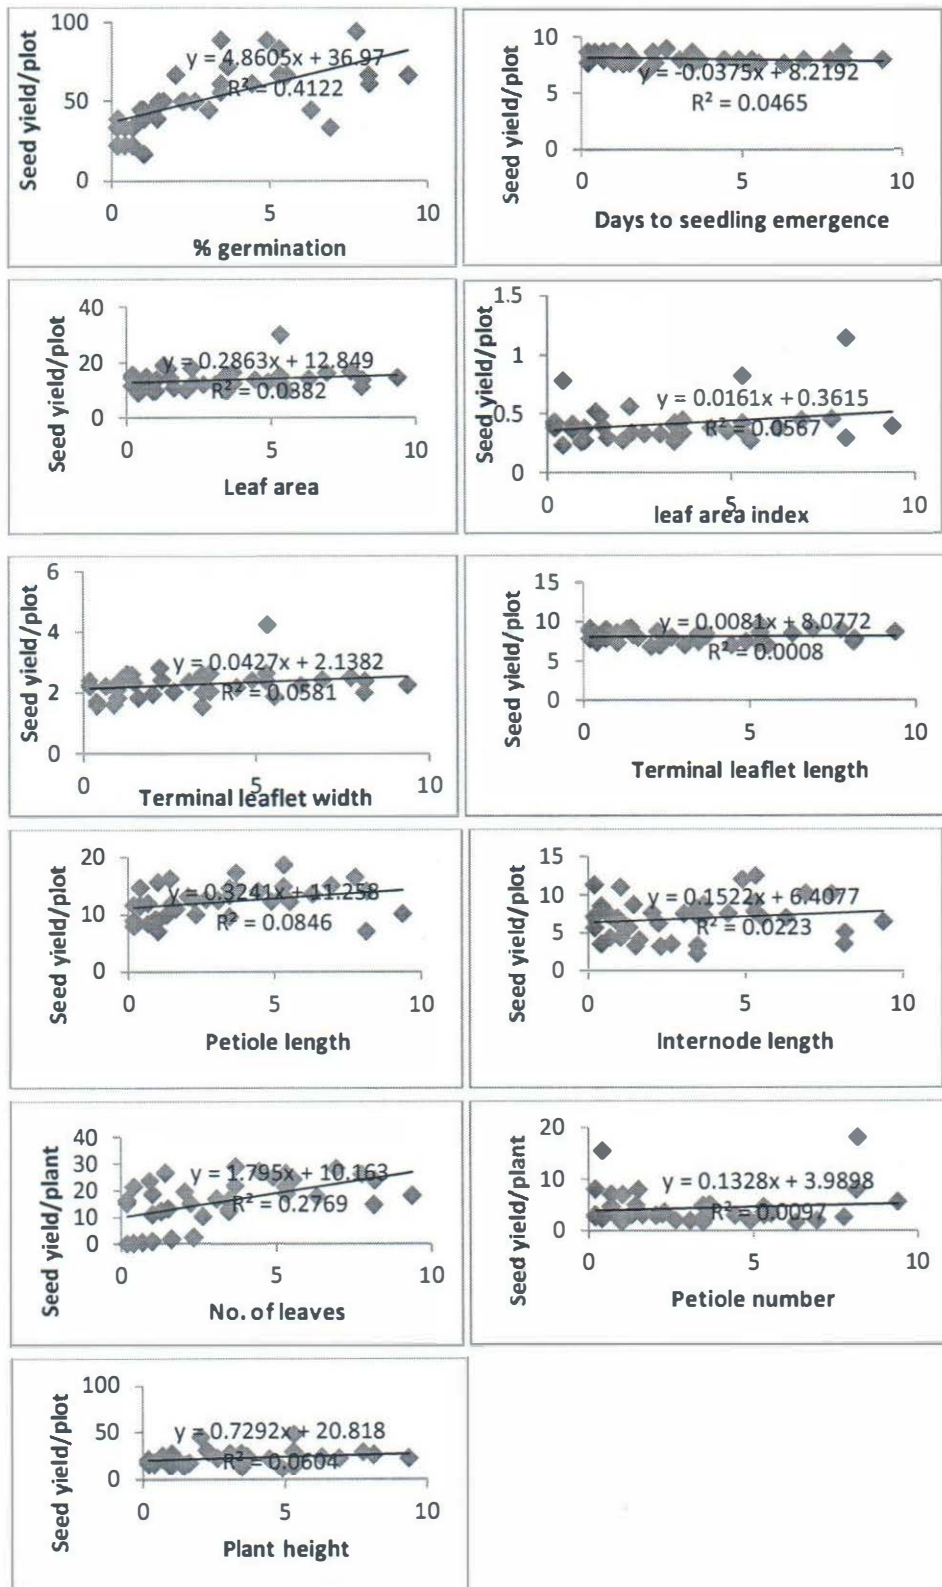 Seed yield/plot
100
50
0
y = 4.8605x + 36.97
R² = 0.4122
0 5 10
% germination
Seed yield/plot
10
5
0
y = -0.0375x + 8.2192
R² = 0.0465
0 5 10
Days to seedling emergence
Seed yield/plot
40
20
0
y = 0.2863x + 12.849
R² = 0.0382
0 5 10
Leaf area
Seed yield/plot
1.5
1
0.5
0
y = 0.0161x + 0.3615
R² = 0.0567
0 5 10
leaf area index
Seed yield/plot
6
4
2
0
y = 0.0427x + 2.1382
R² = 0.0581
0 5 10
Terminal leaflet width
Seed yield/plot
15
10
5
0
y = 0.0081x + 8.0772
R² = 0.0008
0 5 10
Terminal leaflet length
Seed yield/plot
20
10
0
y = 0.3241x + 11.258
R² = 0.0846
0 5 10
Petiole length
Seed yield/plot
15
10
5
0
y = 0.1522x + 6.4077
R² = 0.0223
0 5 10
Internode length
Seed yield/plant
40
30
20
10
0
y = 1.795x + 10.163
R² = 0.2769
0 5 10
No. of leaves
Seed yield/plant
20
10
0
y = 0.1328x + 3.9898
R² = 0.0097
0 5 10
Petiole number
Seed yield/plot
100
50
0
y = 0.7292x + 20.818
R² = 0.0604
0 5 10
Plant height